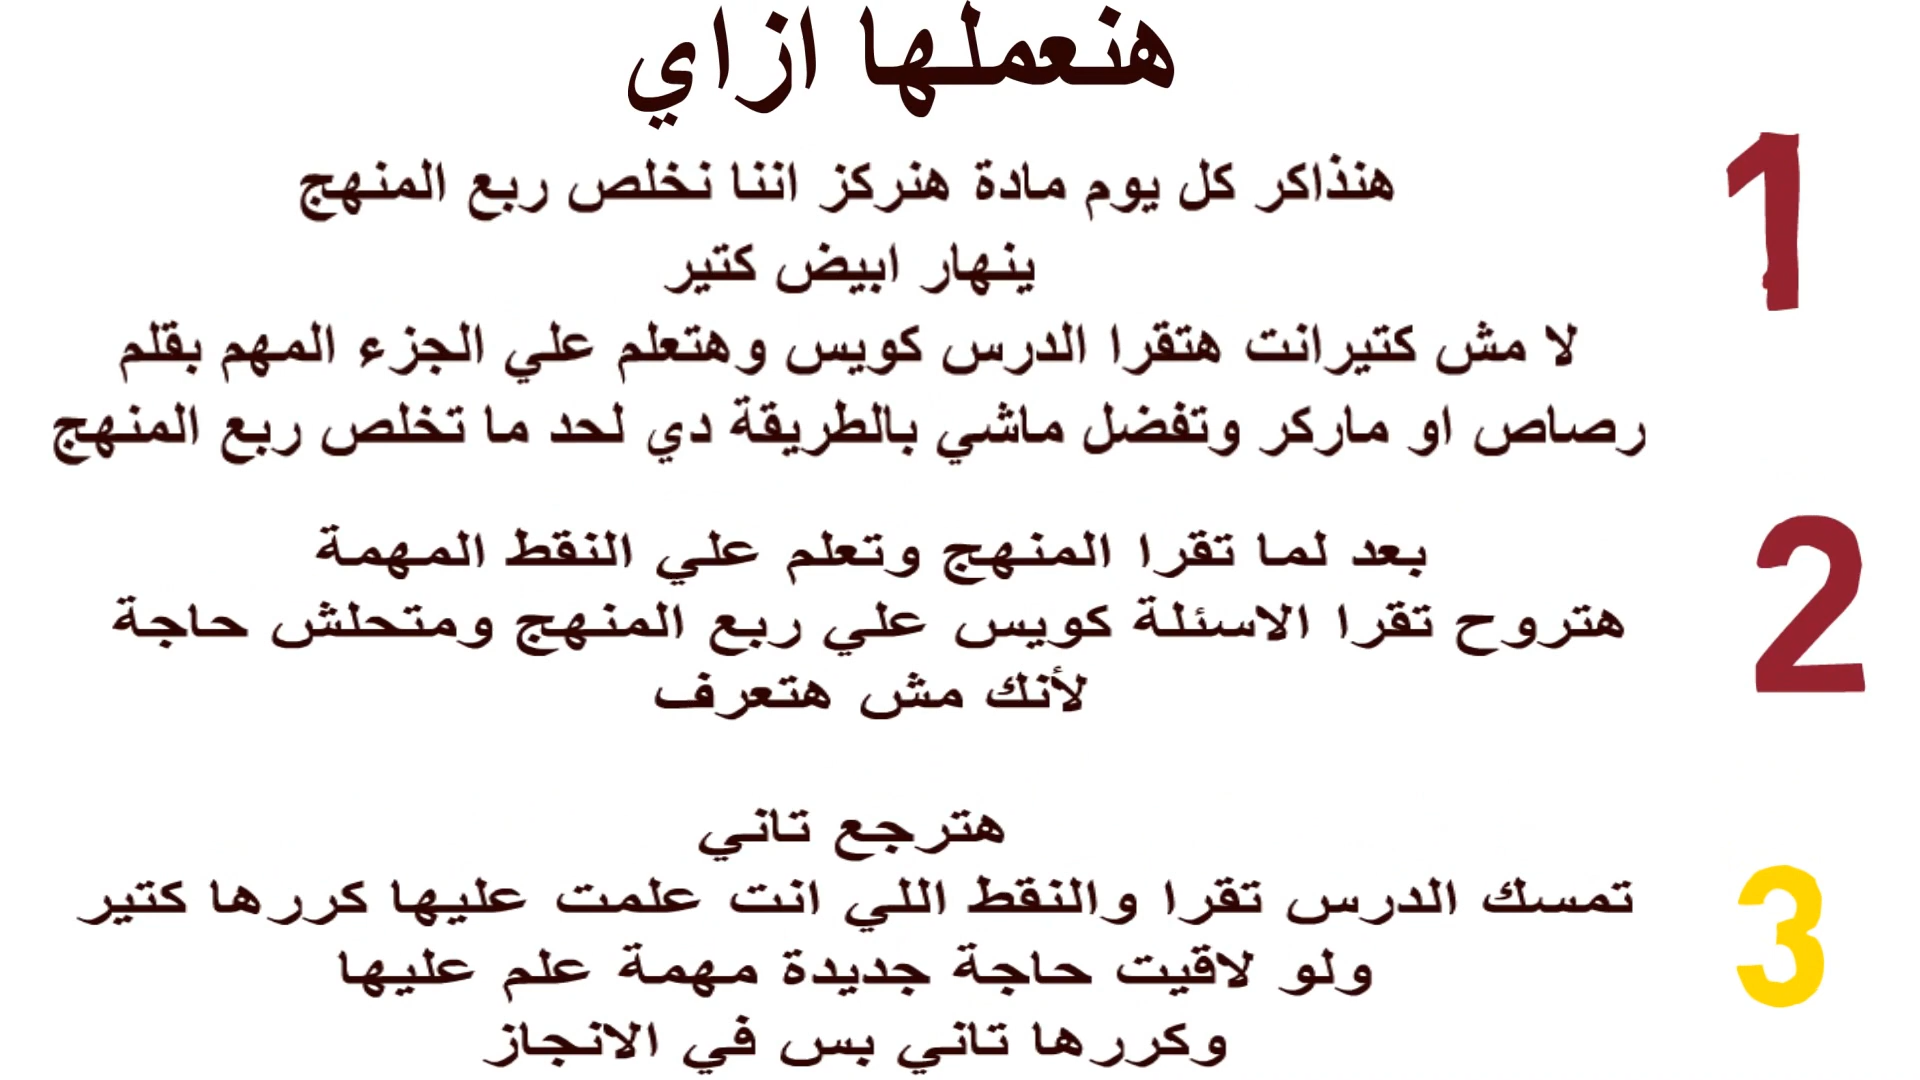 هنعملها ازاي
1
هنذاكر كل يوم مادة هنركز اننا نخلص ربع المنهج
ينهار ابيض كتير
لا مش كتيرانت هتقرا الدرس كويس وهتعلم علي الجزء المهم بقلم
رصاص او ماركر وتفضل ماشي بالطريقة دي لحد ما تخلص ربع المنهج
2
بعد لما تقرا المنهج وتعلم علي النقط المهمة
هتروح تقرا الاسئلة كويس علي ربع المنهج ومتحلش حاجة
لأنك مش هتعرف
3
هترجع تاني
تمسك الدرس تقرا والنقط اللي انت علمت عليها كررها كتير
ولو لاقيت حاجة جديدة مهمة علم عليها
وكررها تاني بس في الانجاز